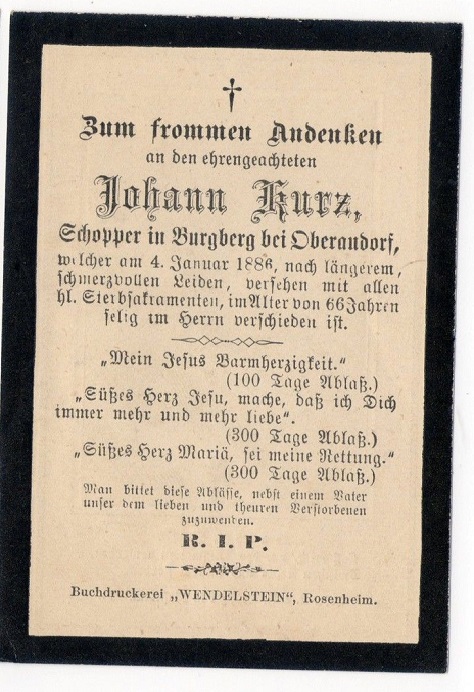 Zum frommen Andenken
an den ehrengeachteten
Johann Kurz,
Schopper in Burgberg bei Oberaudorf,
welcher am 4. Januar 1886, nach längerem,
schmerzvollen Leiden, versehen mit allen
hl. Sterbsakramenten, im Alter von 66 Jahren
selig im Herrn verschieden ist.
„Mein Jesus Barmherzigkeit."
(100 Tage Ablaß.)
„Süßes Herz Jesu, mache, daß ich Dich
immer mehr und mehr liebe".
(300 Tage Ablaß.)
„Süßes Herz Mariä, sei meine Rettung."
(300 Tage Ablaß.)
Man bittet diese Ablässe, nebst einem Vater
unser dem lieben und theuren Verstorbenen
zuzuwenden.
R. I. P.
Buchdruckerei „WENDELSTEIN", Rosenheim.